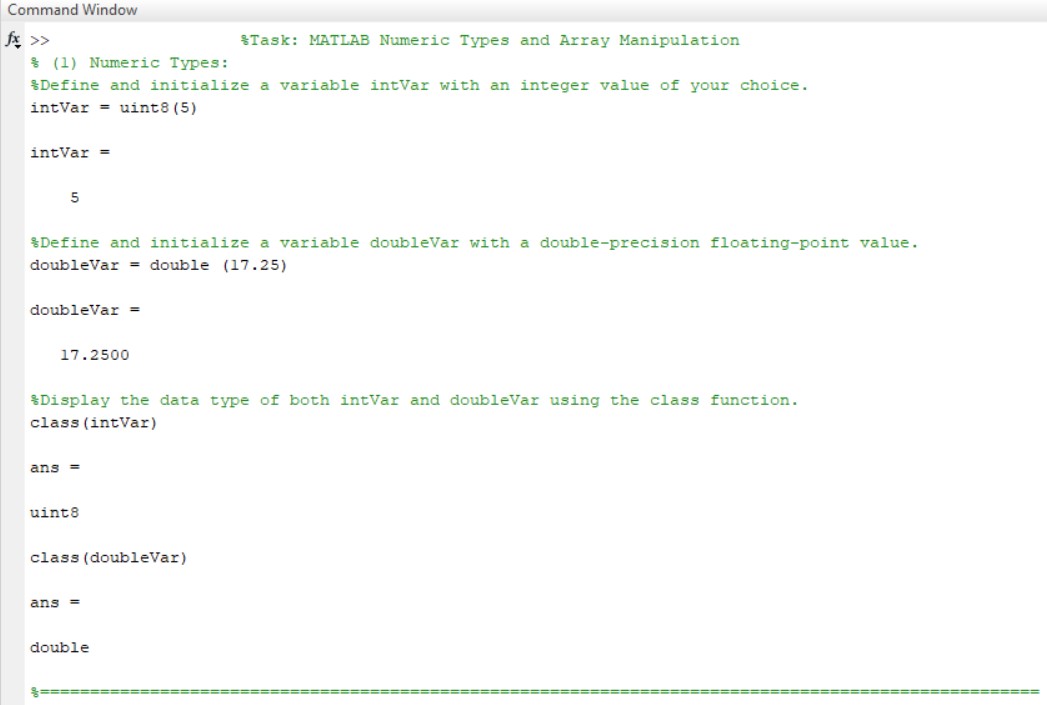 Command Window
fx >> %Task: MATLAB Numeric Types and Array Manipulation
% (1) Numeric Types:
%Define and initialize a variable intVar with an integer value of your choice.
intVar = uint8(5)
intVar =
5
%Define and initialize a variable doubleVar with a double-precision floating-point value.
doubleVar = double (17.25)
doubleVar =
17.2500
%Display the data type of both intVar and doubleVar using the class function.
class(intVar)
ans =
uint8
class(doubleVar)
ans =
double
%====================================================================================================